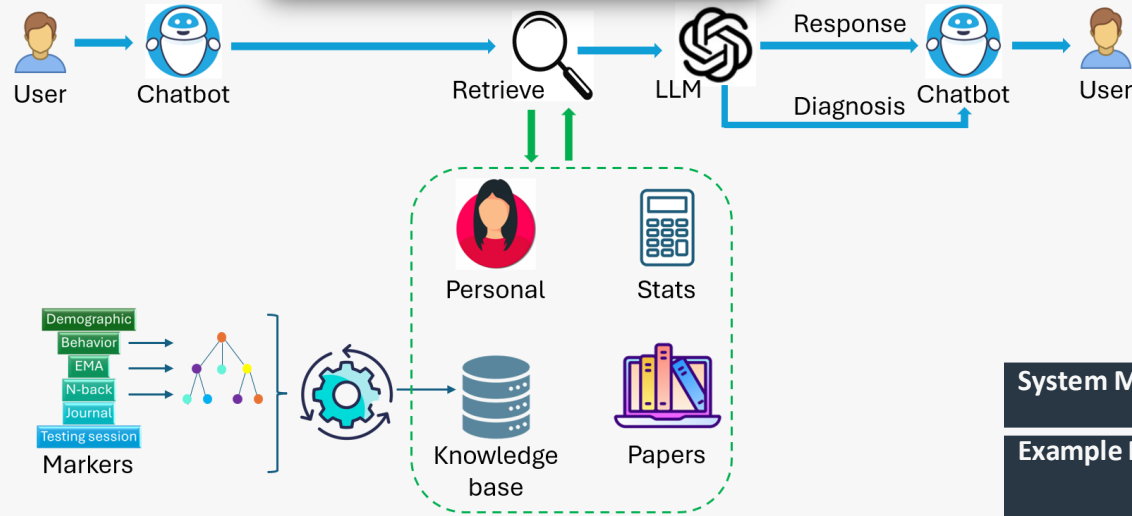 User
Chatbot
Retrieve
LLM
Response
Diagnosis
Chatbot
User
Personal
Stats
Demographic
Behavior
EMA
N-back
Journal
Testing session
Markers
Knowledge
base
Papers
System
Example